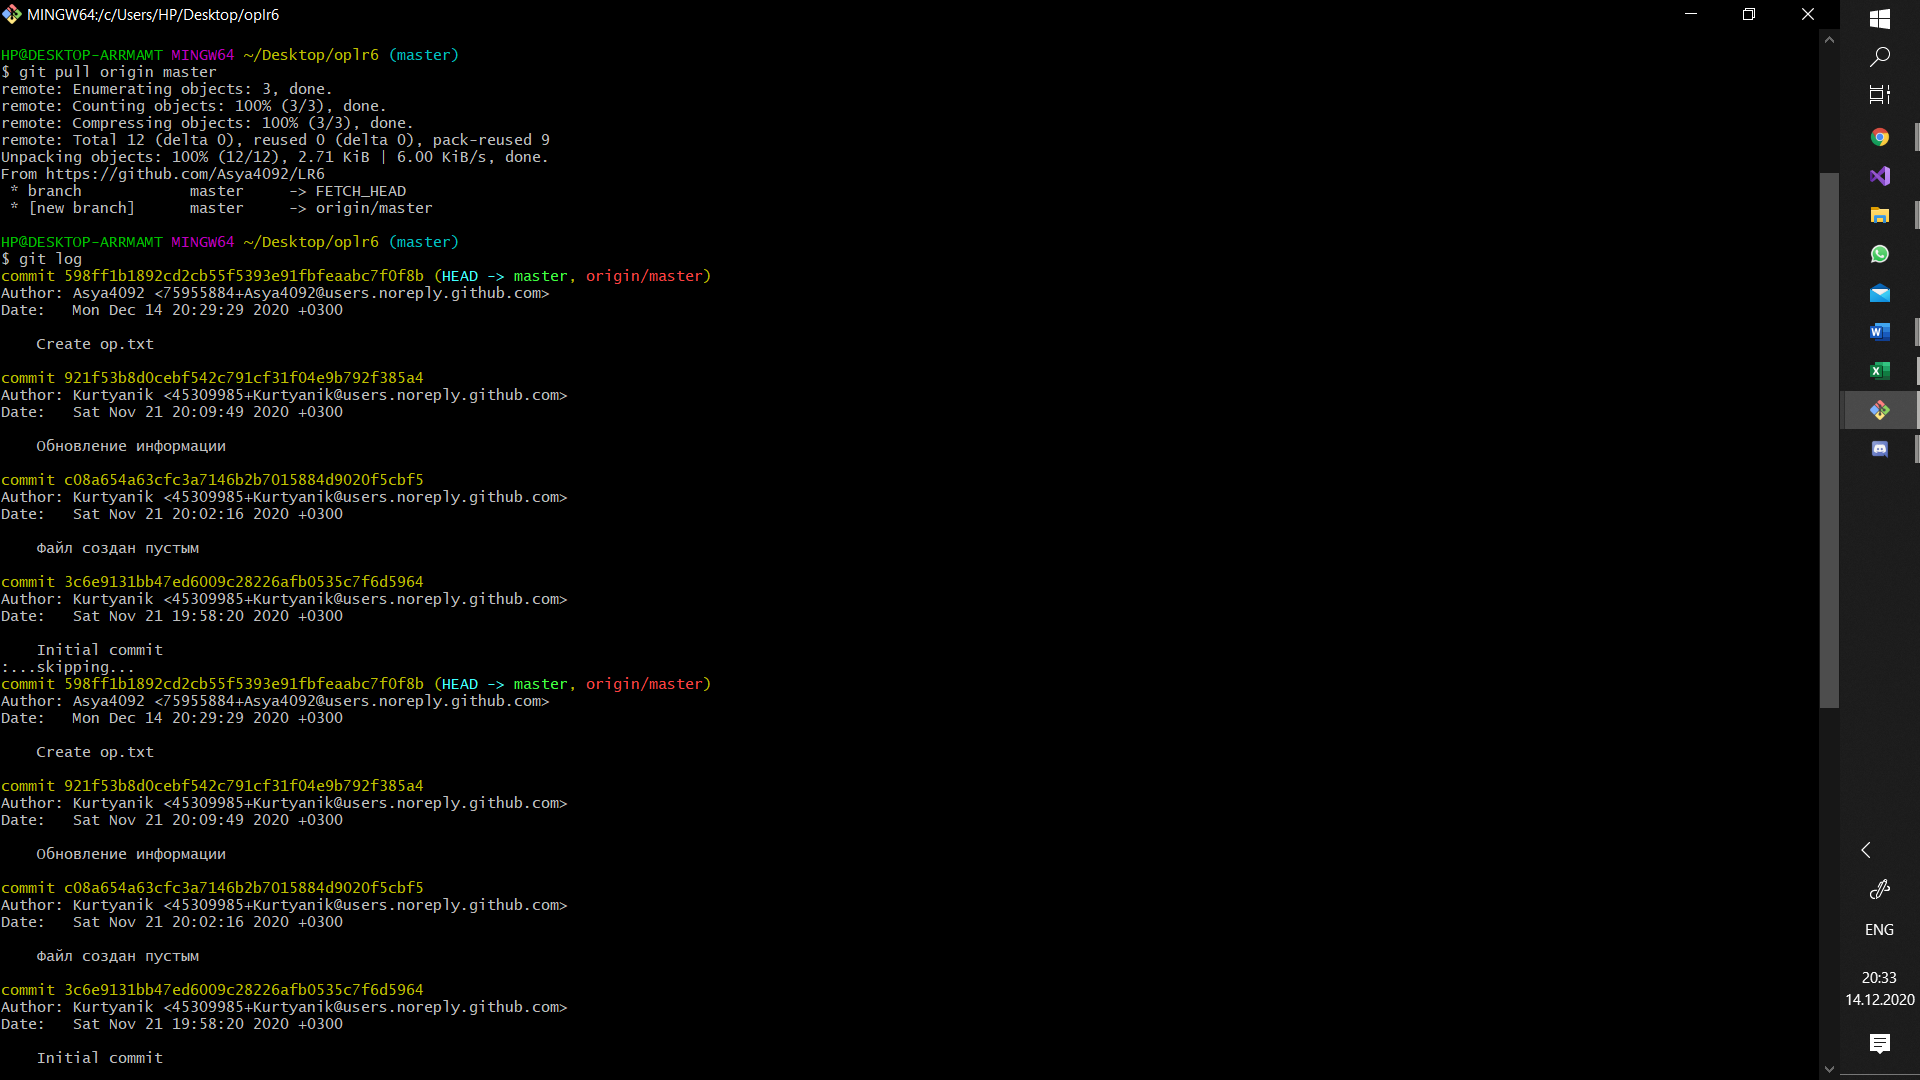 MINGW64:/c/Users/HP/Desktop/oplr6
HP@DESKTOP-ARRMAMT MINGW64 ~/Desktop/oplr6 (master)
$ git pull origin master
remote: Enumerating objects: 3, done.
remote: Counting objects: 100% (3/3), done.
remote: Compressing objects: 100% (3/3), done.
remote: Total 12 (delta 0), reused 0 (delta 0), pack-reused 9
Unpacking objects: 100% (12/12), 2.71 KiB | 6.00 KiB/s, done.
From https://github.com/Asya4092/LR6
 * branch            master     -> FETCH_HEAD
 * [new branch]      master     -> origin/master
HP@DESKTOP-ARRMAMT MINGW64 ~/Desktop/oplr6 (master)
$ git log
commit 598ff1b1892cd2cb55f5393e91fbfeaabc7f0f8b (HEAD -> master, origin/master)
Author: Asya4092 <75955884+Asya4092@users.noreply.github.com>
Date:   Mon Dec 14 20:29:29 2020 +0300
    Create op.txt
commit 921f53b8d0cebf542c791cf31f04e9b792f385a4
Author: Kurtyanik <45309985+Kurtyanik@users.noreply.github.com>
Date:   Sat Nov 21 20:09:49 2020 +0300
    Обновление информации
commit c08a654a63cfc3a7146b2b7015884d9020f5cbf5
Author: Kurtyanik <45309985+Kurtyanik@users.noreply.github.com>
Date:   Sat Nov 21 20:02:16 2020 +0300
    Файл создан пустым
commit 3c6e9131bb47ed6009c28226afb0535c7f6d5964
Author: Kurtyanik <45309985+Kurtyanik@users.noreply.github.com>
Date:   Sat Nov 21 19:58:20 2020 +0300
    Initial commit
:...skipping...
commit 598ff1b1892cd2cb55f5393e91fbfeaabc7f0f8b (HEAD -> master, origin/master)
Author: Asya4092 <75955884+Asya4092@users.noreply.github.com>
Date:   Mon Dec 14 20:29:29 2020 +0300
    Create op.txt
commit 921f53b8d0cebf542c791cf31f04e9b792f385a4
Author: Kurtyanik <45309985+Kurtyanik@users.noreply.github.com>
Date:   Sat Nov 21 20:09:49 2020 +0300
    Обновление информации
commit c08a654a63cfc3a7146b2b7015884d9020f5cbf5
Author: Kurtyanik <45309985+Kurtyanik@users.noreply.github.com>
Date:   Sat Nov 21 20:02:16 2020 +0300
    Файл создан пустым
commit 3c6e9131bb47ed6009c28226afb0535c7f6d5964
Author: Kurtyanik <45309985+Kurtyanik@users.noreply.github.com>
Date:   Sat Nov 21 19:58:20 2020 +0300
    Initial commit
ENG
20:33
14.12.2020